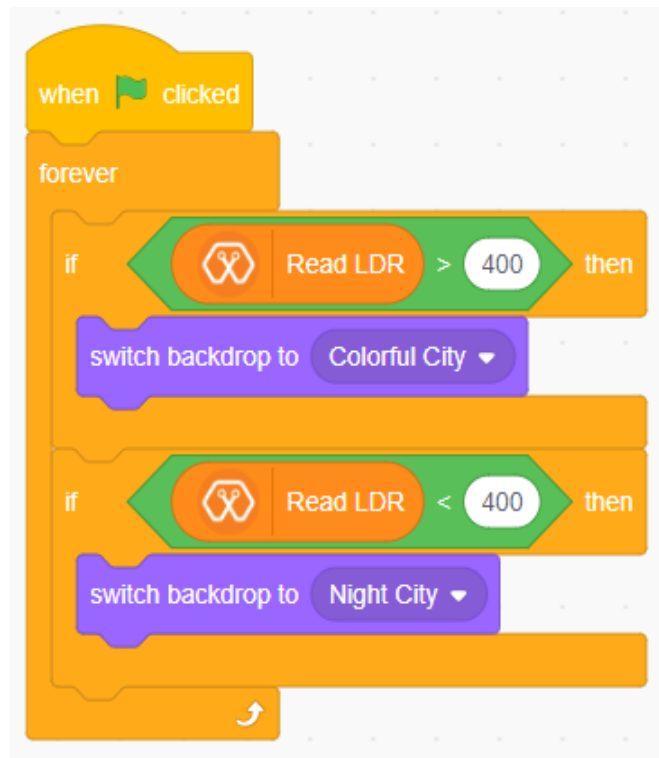 when clicked
forever
if Read LDR > 400 then
switch backdrop to Colorful City
if Read LDR < 400 then
switch backdrop to Night City